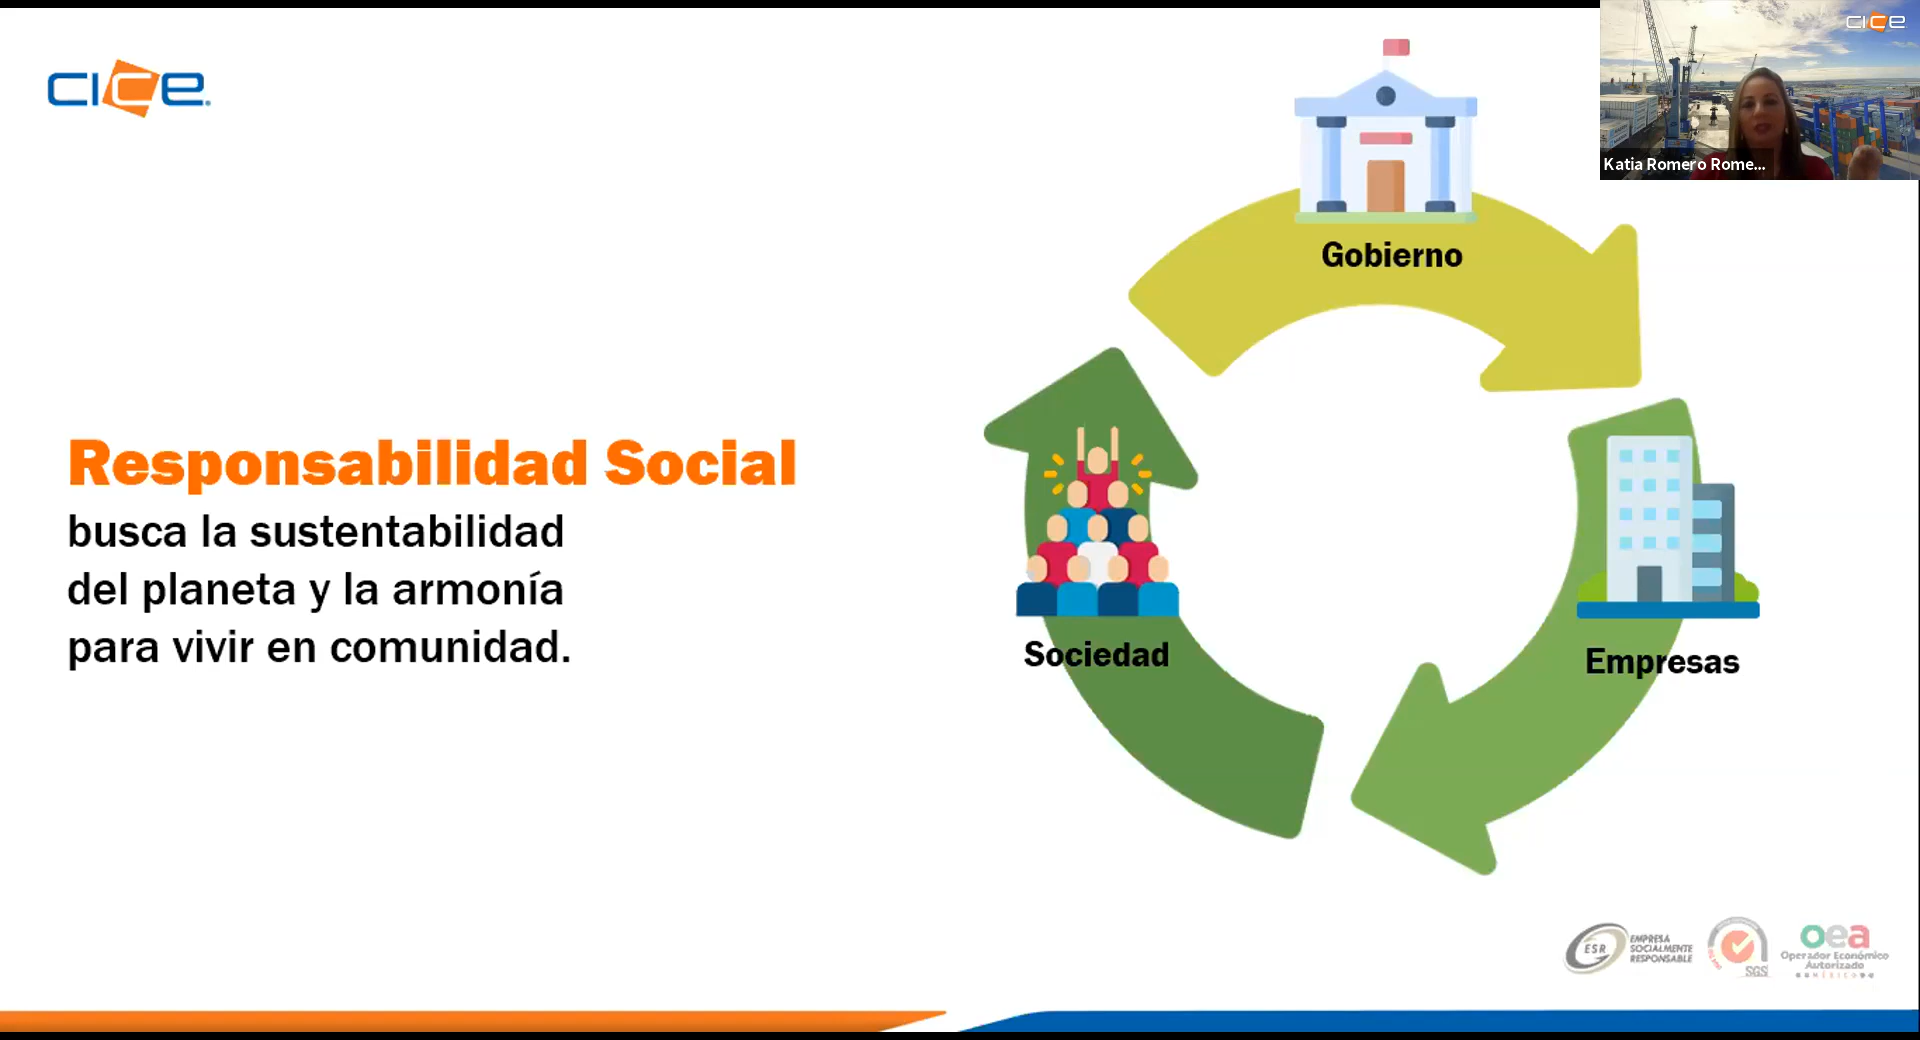 cice
cice
Katia Romero Rome...
Gobierno
Responsabilidad Social
busca la sustentabilidad
del planeta y la armonía
para vivir en comunidad.
Sociedad
Empresas
ESR
EMPRESA
SOCIALMENTE
RESPONSABLE
SGS
oea
Operador Económico
Autorizado
MÉXICO